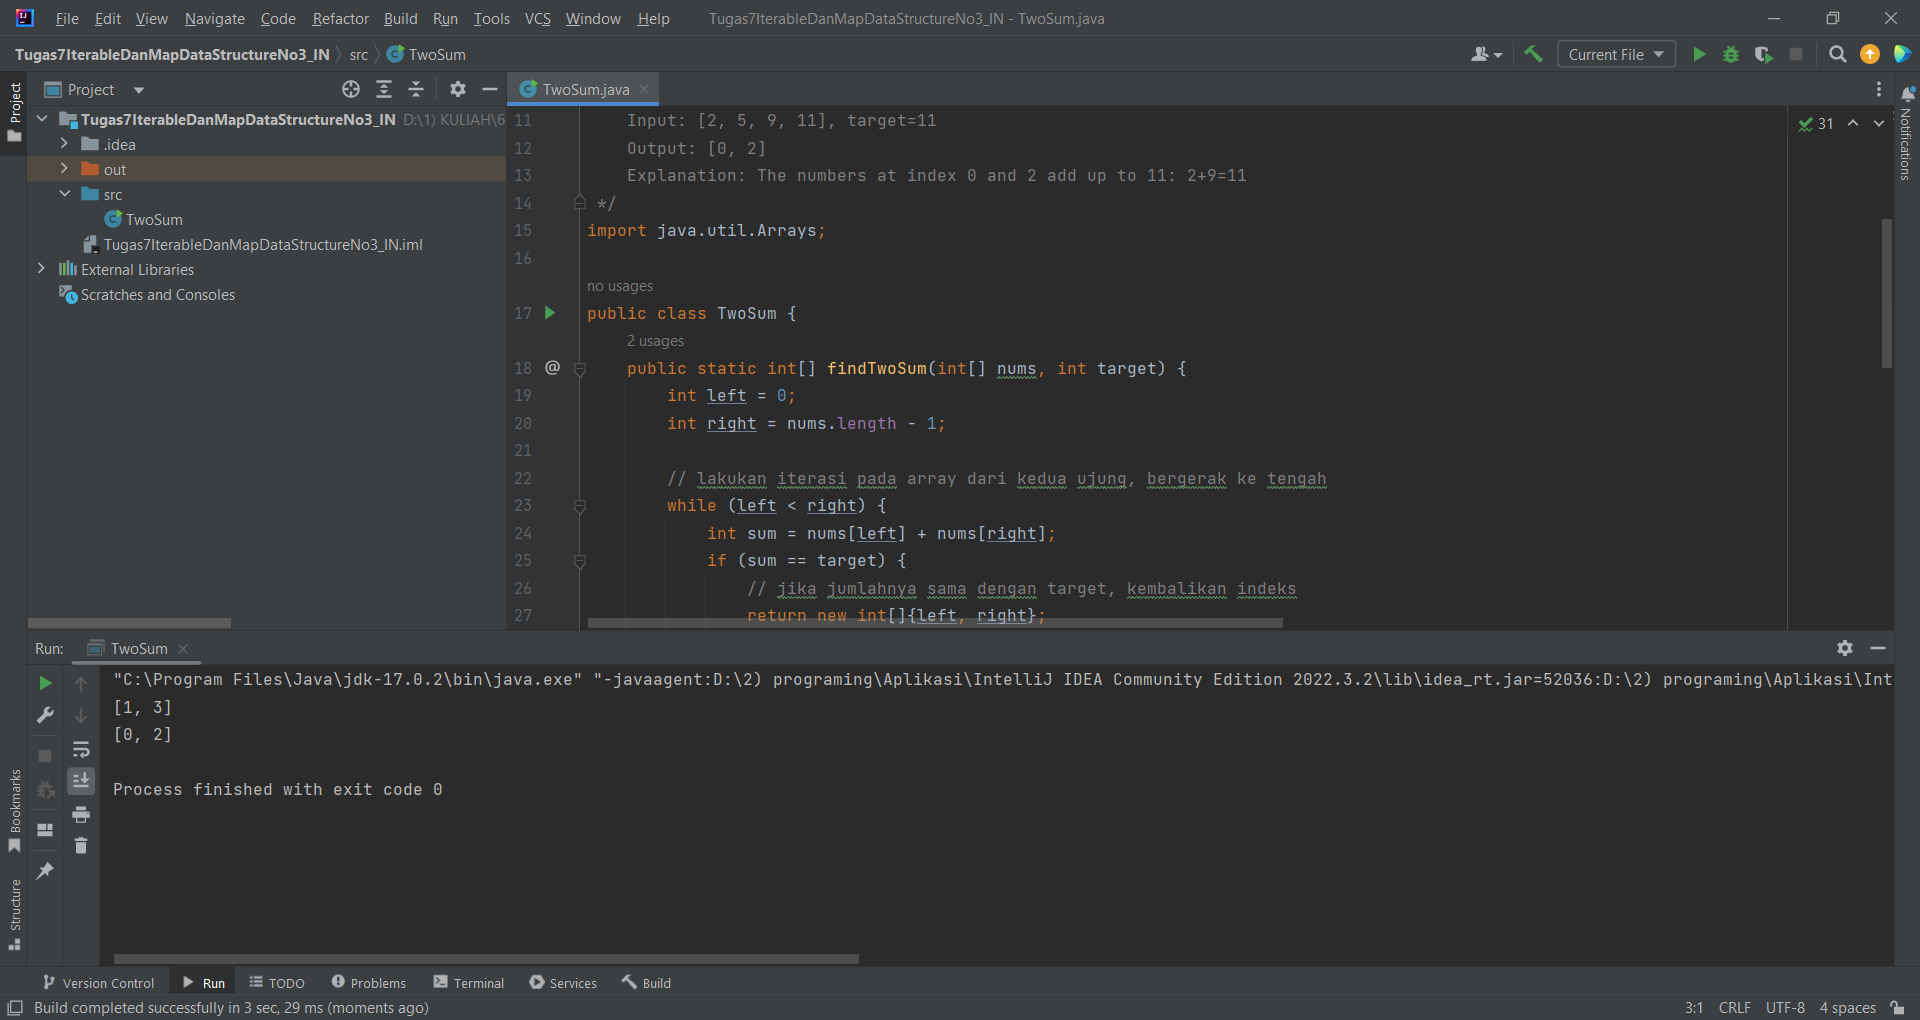 File Edit View Navigate Code Refactor Build Run Tools VCS Window Help Tugas7IterableDanMapDataStructureNo3_IN - TwoSum.java
Tugas7IterableDanMapDataStructureNo3_IN src TwoSum Current File
Project
Project
TwoSum.java
Tugas7IterableDanMapDataStructureNo3_IN D:\1) KULIAH\6
.idea
out
src
TwoSum
Tugas7IterableDanMapDataStructureNo3_IN.iml
External Libraries
Scratches and Consoles
31
Notifications
11 Input: [2, 5, 9, 11], target=11
12 Output: [0, 2]
13 Explanation: The numbers at index 0 and 2 add up to 11: 2+9=11
14 */
15 import java.util.Arrays;
16
no usages
17 public class TwoSum {
2 usages
18 @ public static int[] findTwoSum(int[] nums, int target) {
19 int left = 0;
20 int right = nums.length - 1;
21
22 // lakukan iterasi pada array dari kedua ujung, bergerak ke tengah
23 while (left < right) {
24 int sum = nums[left] + nums[right];
25 if (sum == target) {
26 // jika jumlahnya sama dengan target, kembalikan indeks
27 return new int[]{left, right};
Run: TwoSum
"C:\Program Files\Java\jdk-17.0.2\bin\java.exe" "-javaagent:D:\2) programing\Aplikasi\IntelliJ IDEA Community Edition 2022.3.2\lib\idea_rt.jar=52036:D:\2) programing\Aplikasi\Int
[1, 3]
[0, 2]
Process finished with exit code 0
Bookmarks
Structure
Version Control Run TODO Problems Terminal Services Build
Build completed successfully in 3 sec, 29 ms (moments ago) 3:1 CRLF UTF-8 4 spaces